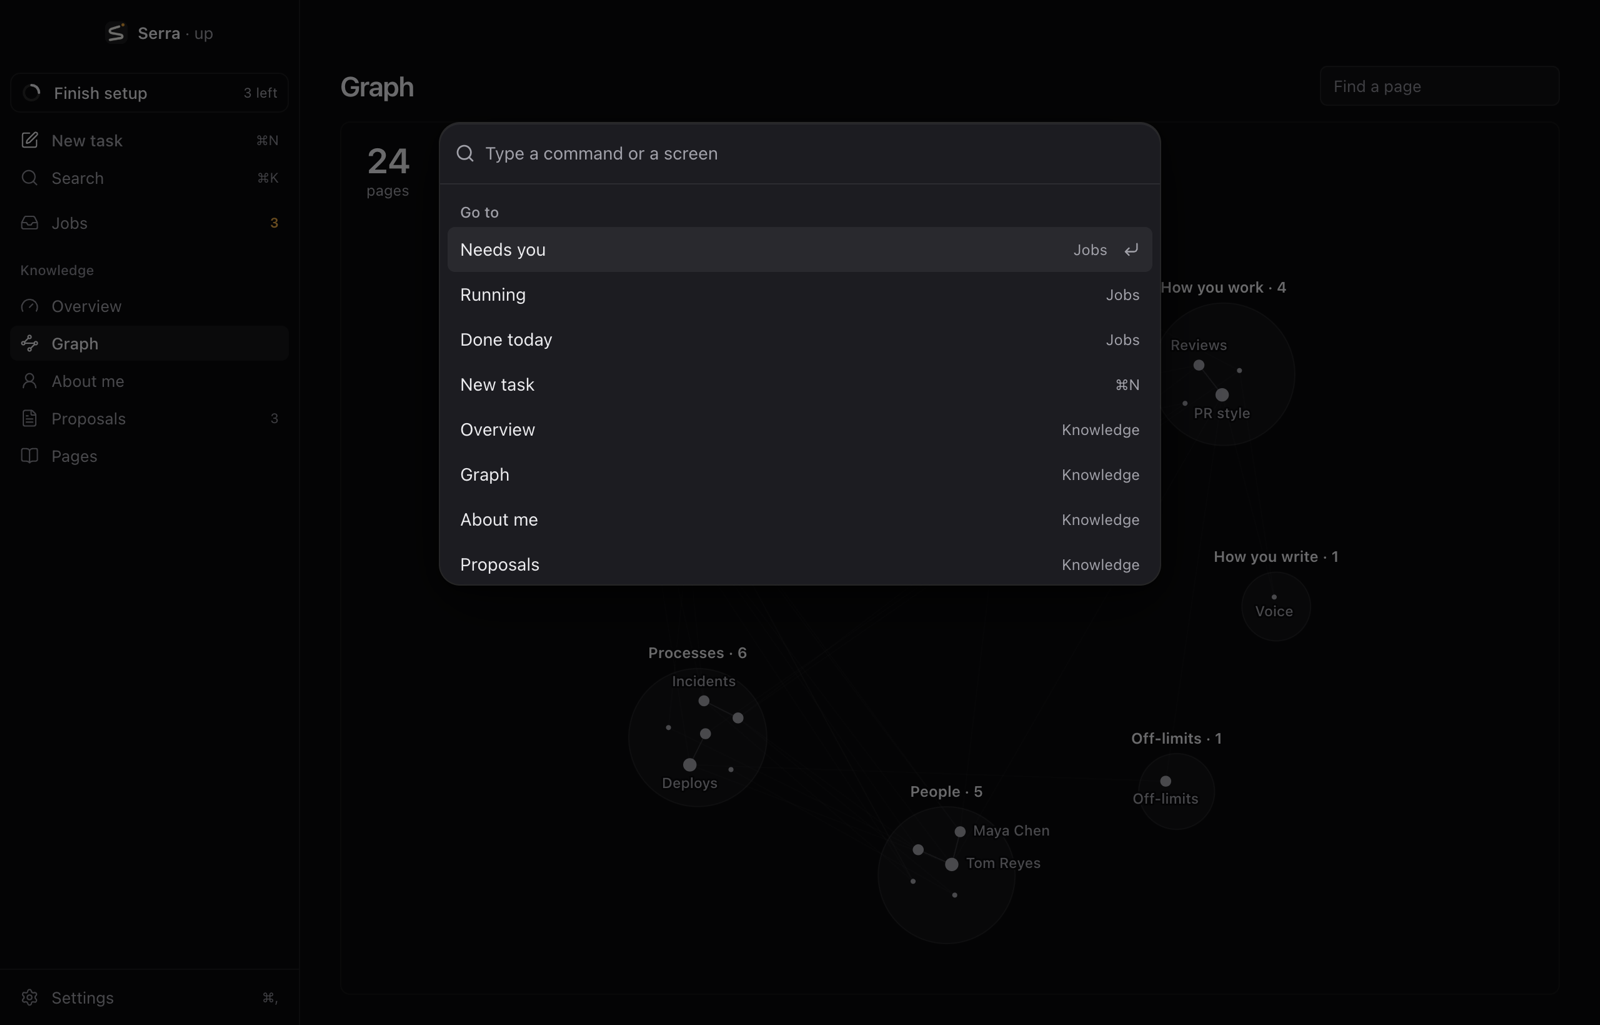 Serra · up
Finish setup 3 left
New task ⌘N
Search ⌘K
Jobs 3
Knowledge
Overview
Graph
About me
Proposals 3
Pages
Settings ⌘,
Graph
Find a page
24
pages
Type a command or a screen
Go to
Needs you Jobs
Running Jobs
Done today Jobs
New task ⌘N
Overview Knowledge
Graph Knowledge
About me Knowledge
Proposals Knowledge
How you work · 4
Reviews
PR style
How you write · 1
Voice
Processes · 6
Incidents
Deploys
Off-limits · 1
Off-limits
People · 5
Maya Chen
Tom Reyes